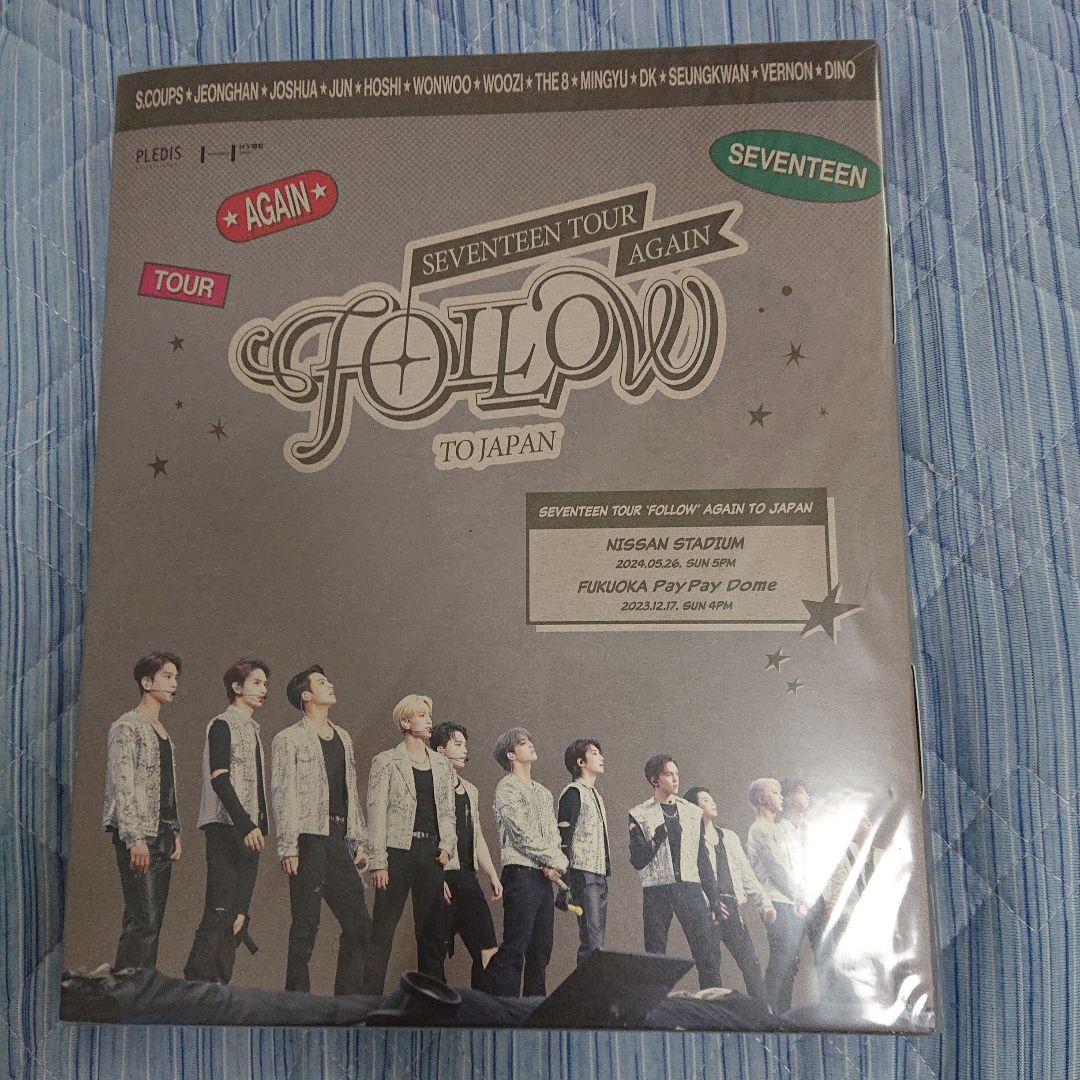 S.COUPS★JEONGHAN★JOSHUA★JUN★HOSHI★WONWOO★WOOZI★THE 8★MINGYU★DK★SEUNGKWAN★VERNON★DINO
PLEDIS
HYBE
SEVENTEEN
★AGAIN★
SEVENTEEN TOUR
AGAIN
TOUR
FOLLOW
TO JAPAN
SEVENTEEN TOUR 'FOLLOW' AGAIN TO JAPAN
NISSAN STADIUM
2024.05.26. SUN 5PM
FUKUOKA PayPay Dome
2023.12.17. SUN 4PM